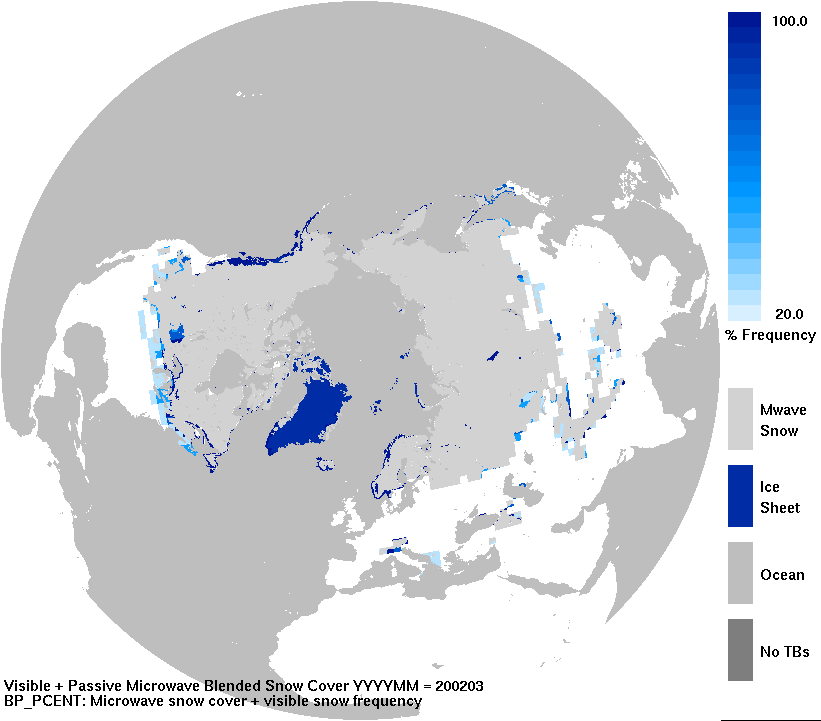 100.0
20.0
% Frequency
Mwave
Snow
Ice
Sheet
Ocean
No TBs
Visible + Passive Microwave Blended Snow Cover YYYYMM = 200203
BP_PCENT: Microwave snow cover + visible snow frequency